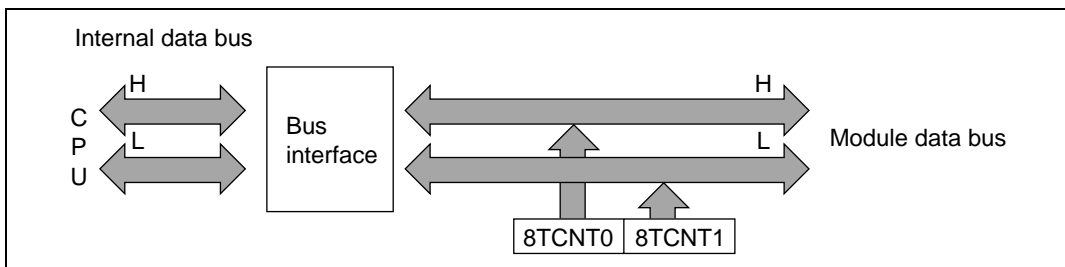 Internal data bus
H
H
C
P
U
L
L
Bus
interface
Module data bus
8TCNT0
8TCNT1